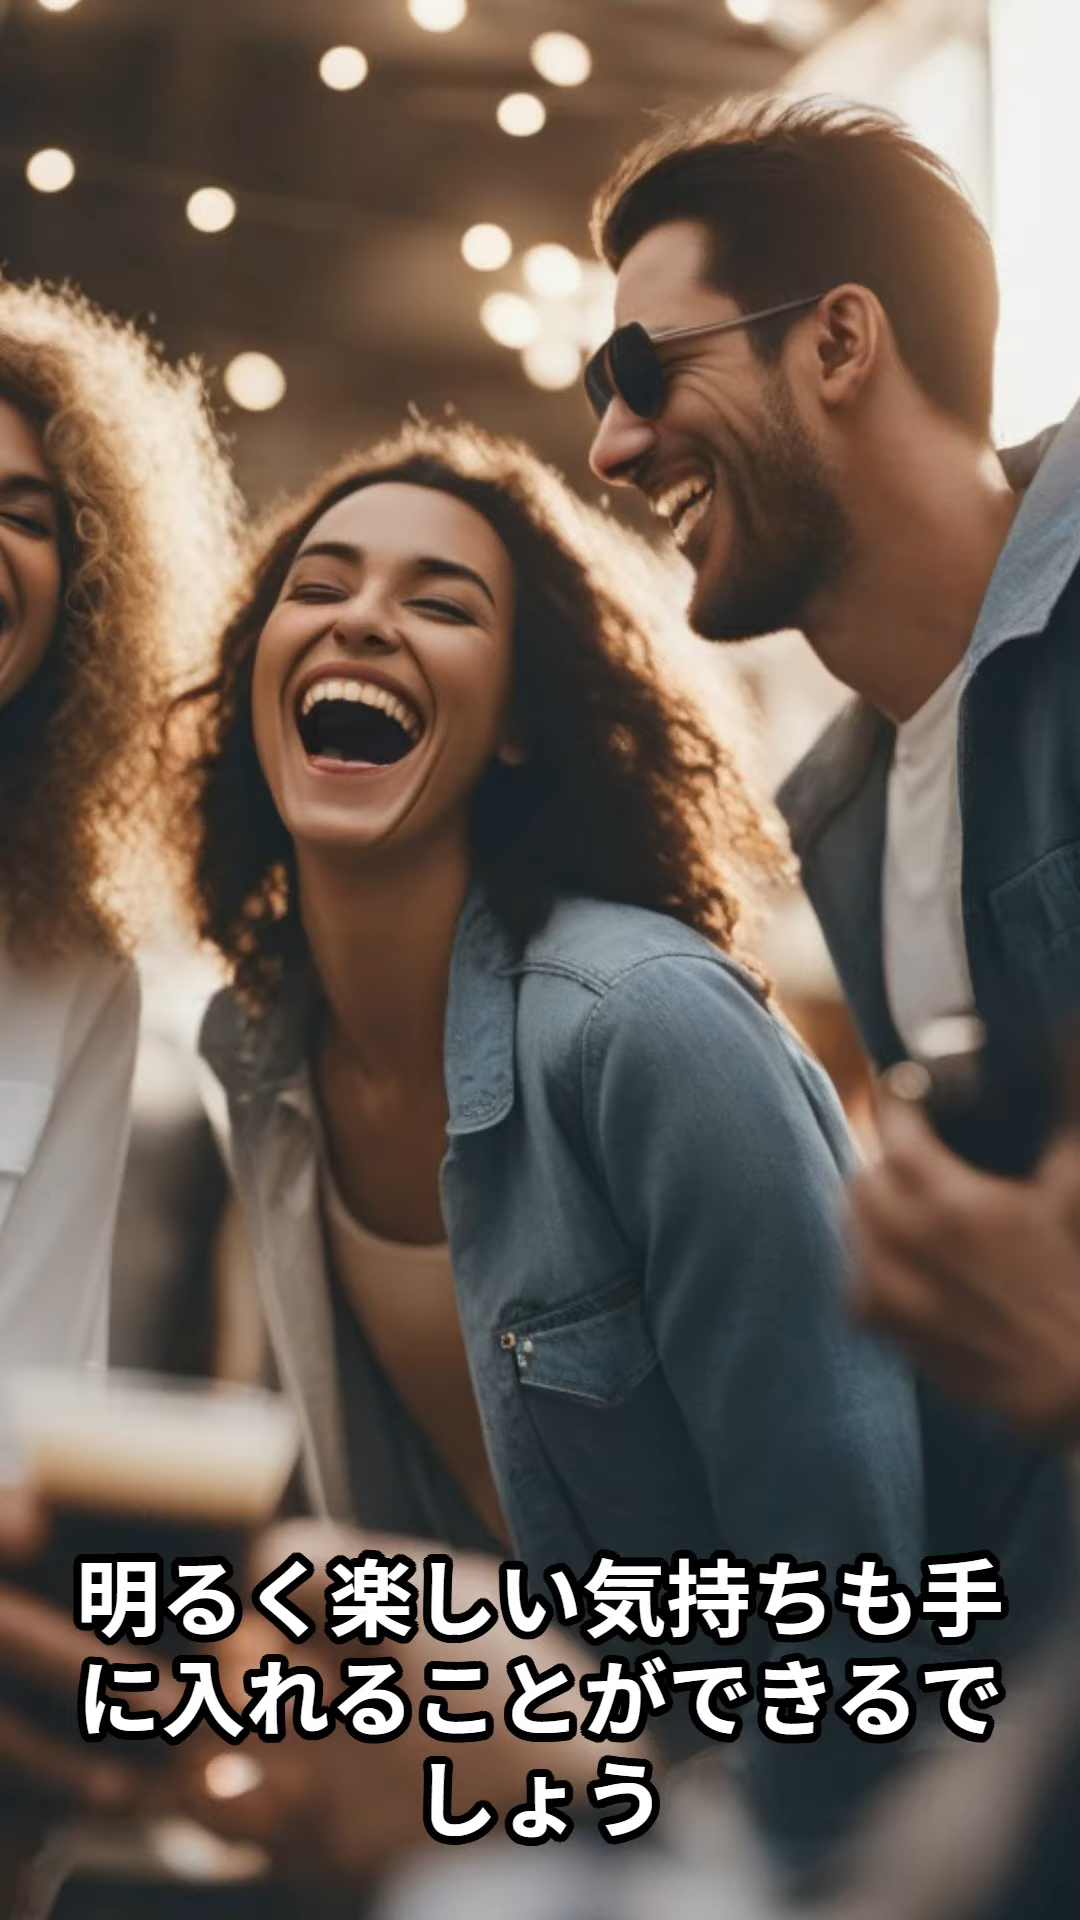 明るく楽しい気持ちも手
に入れることができるで
しょう